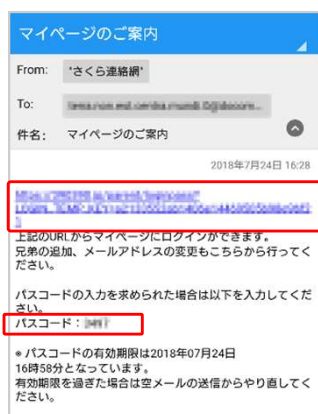 マイページのご案内
From: "さくら連絡網"
To:
件名: マイページのご案内
2018年7月24日 16:28
上記のURLからマイページにログインができます。
兄弟の追加、メールアドレスの変更もこちらから行ってく
ださい。
パスコードの入力を求められた場合は以下を入力してくだ
さい。
パスコード：
※ パスコードの有効期限は2018年07月24日
16時58分となっています。
有効期限を過ぎた場合は空メールの送信からやり直してく
ださい。